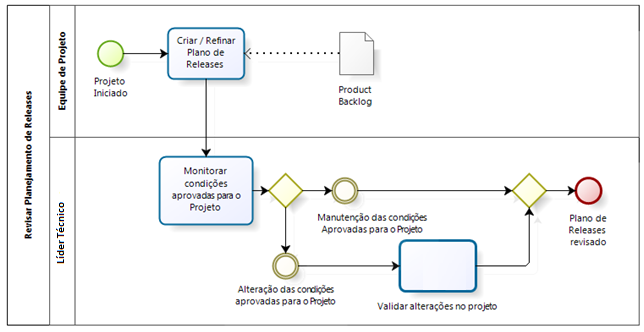 Revisar Planejamento de Releases
Equipe de Projeto
Projeto
Iniciado
Criar / Refinar
Plano de
Releases
Product
Backlog
Líder Técnico
Monitorar
condições
aprovadas para o
Projeto
Manutenção das condições
Aprovadas para o Projeto
Plano de
Releases
revisado
Alteração das condições
aprovadas para o Projeto
Validar alterações no projeto